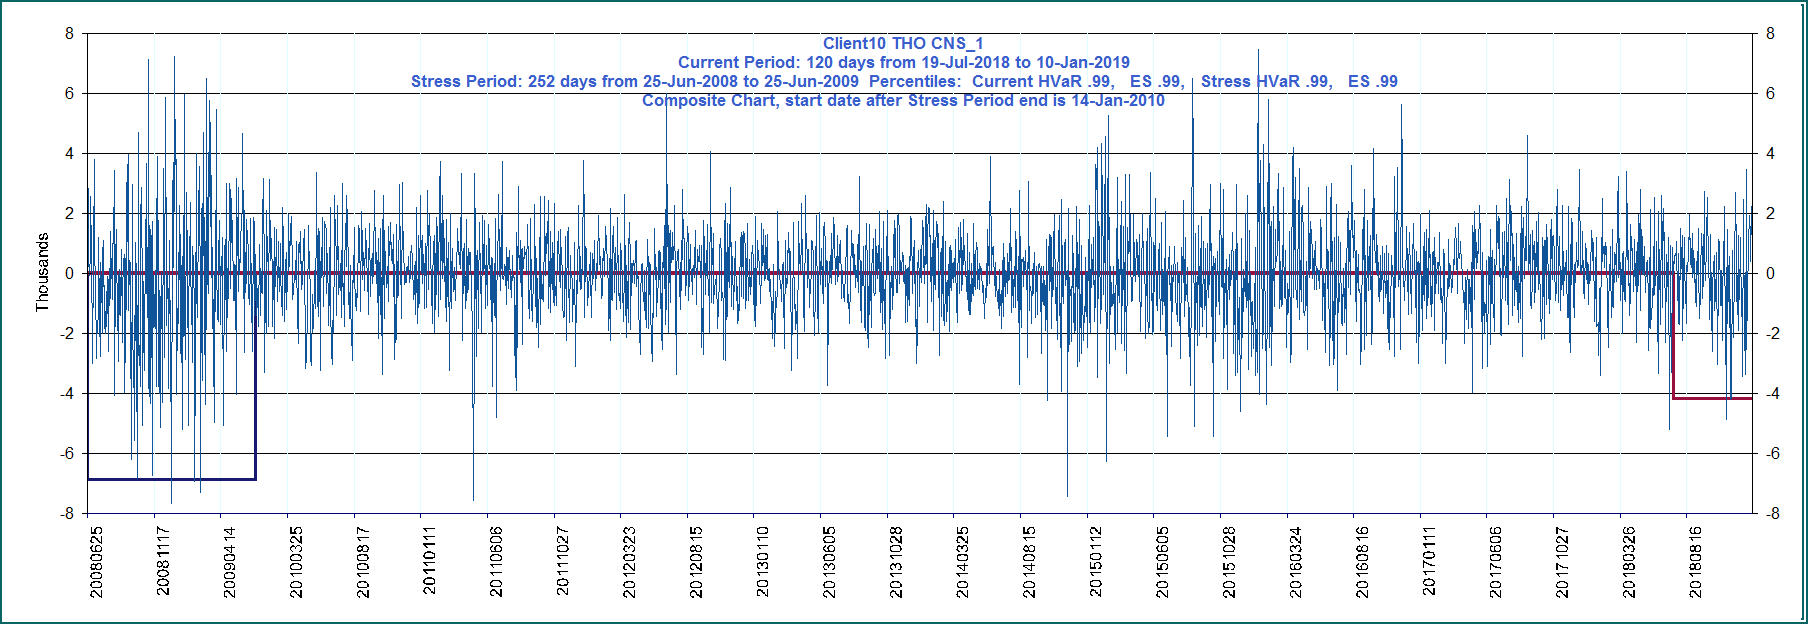 Client10 THO CNS_1
Current Period: 120 days from 19-Jul-2018 to 10-Jan-2019
Stress Period: 252 days from 25-Jun-2008 to 25-Jun-2009  Percentiles:  Current HVaR .99,   ES .99,   Stress HVaR .99,   ES .99
Composite Chart, start date after Stress Period end is 14-Jan-2010
8 8
6 6
4 4
2 2
0 0
-2 -2
-4 -4
-6 -6
-8 -8
Thousands
20080625 20081117 20090414 20100325 20100817 20110111 20110606 20111027 20120323 20120815 20130110 20130605 20131028 20140325 20140815 20150112 20150605 20151026 20160324 20160816 20170111 20170606 20171027 20180326 20180816